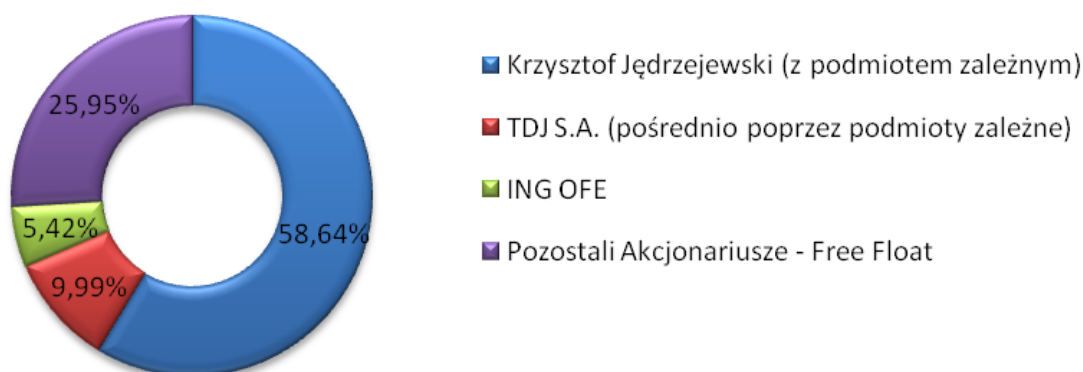 Krzysztof Jędrzejewski (z podmiotem zależnym)
TDJ S.A. (pośrednio poprzez podmioty zależne)
ING OFE
Pozostali Akcjonariusze - Free Float
25,95%
58,64%
5,42%
9,99%